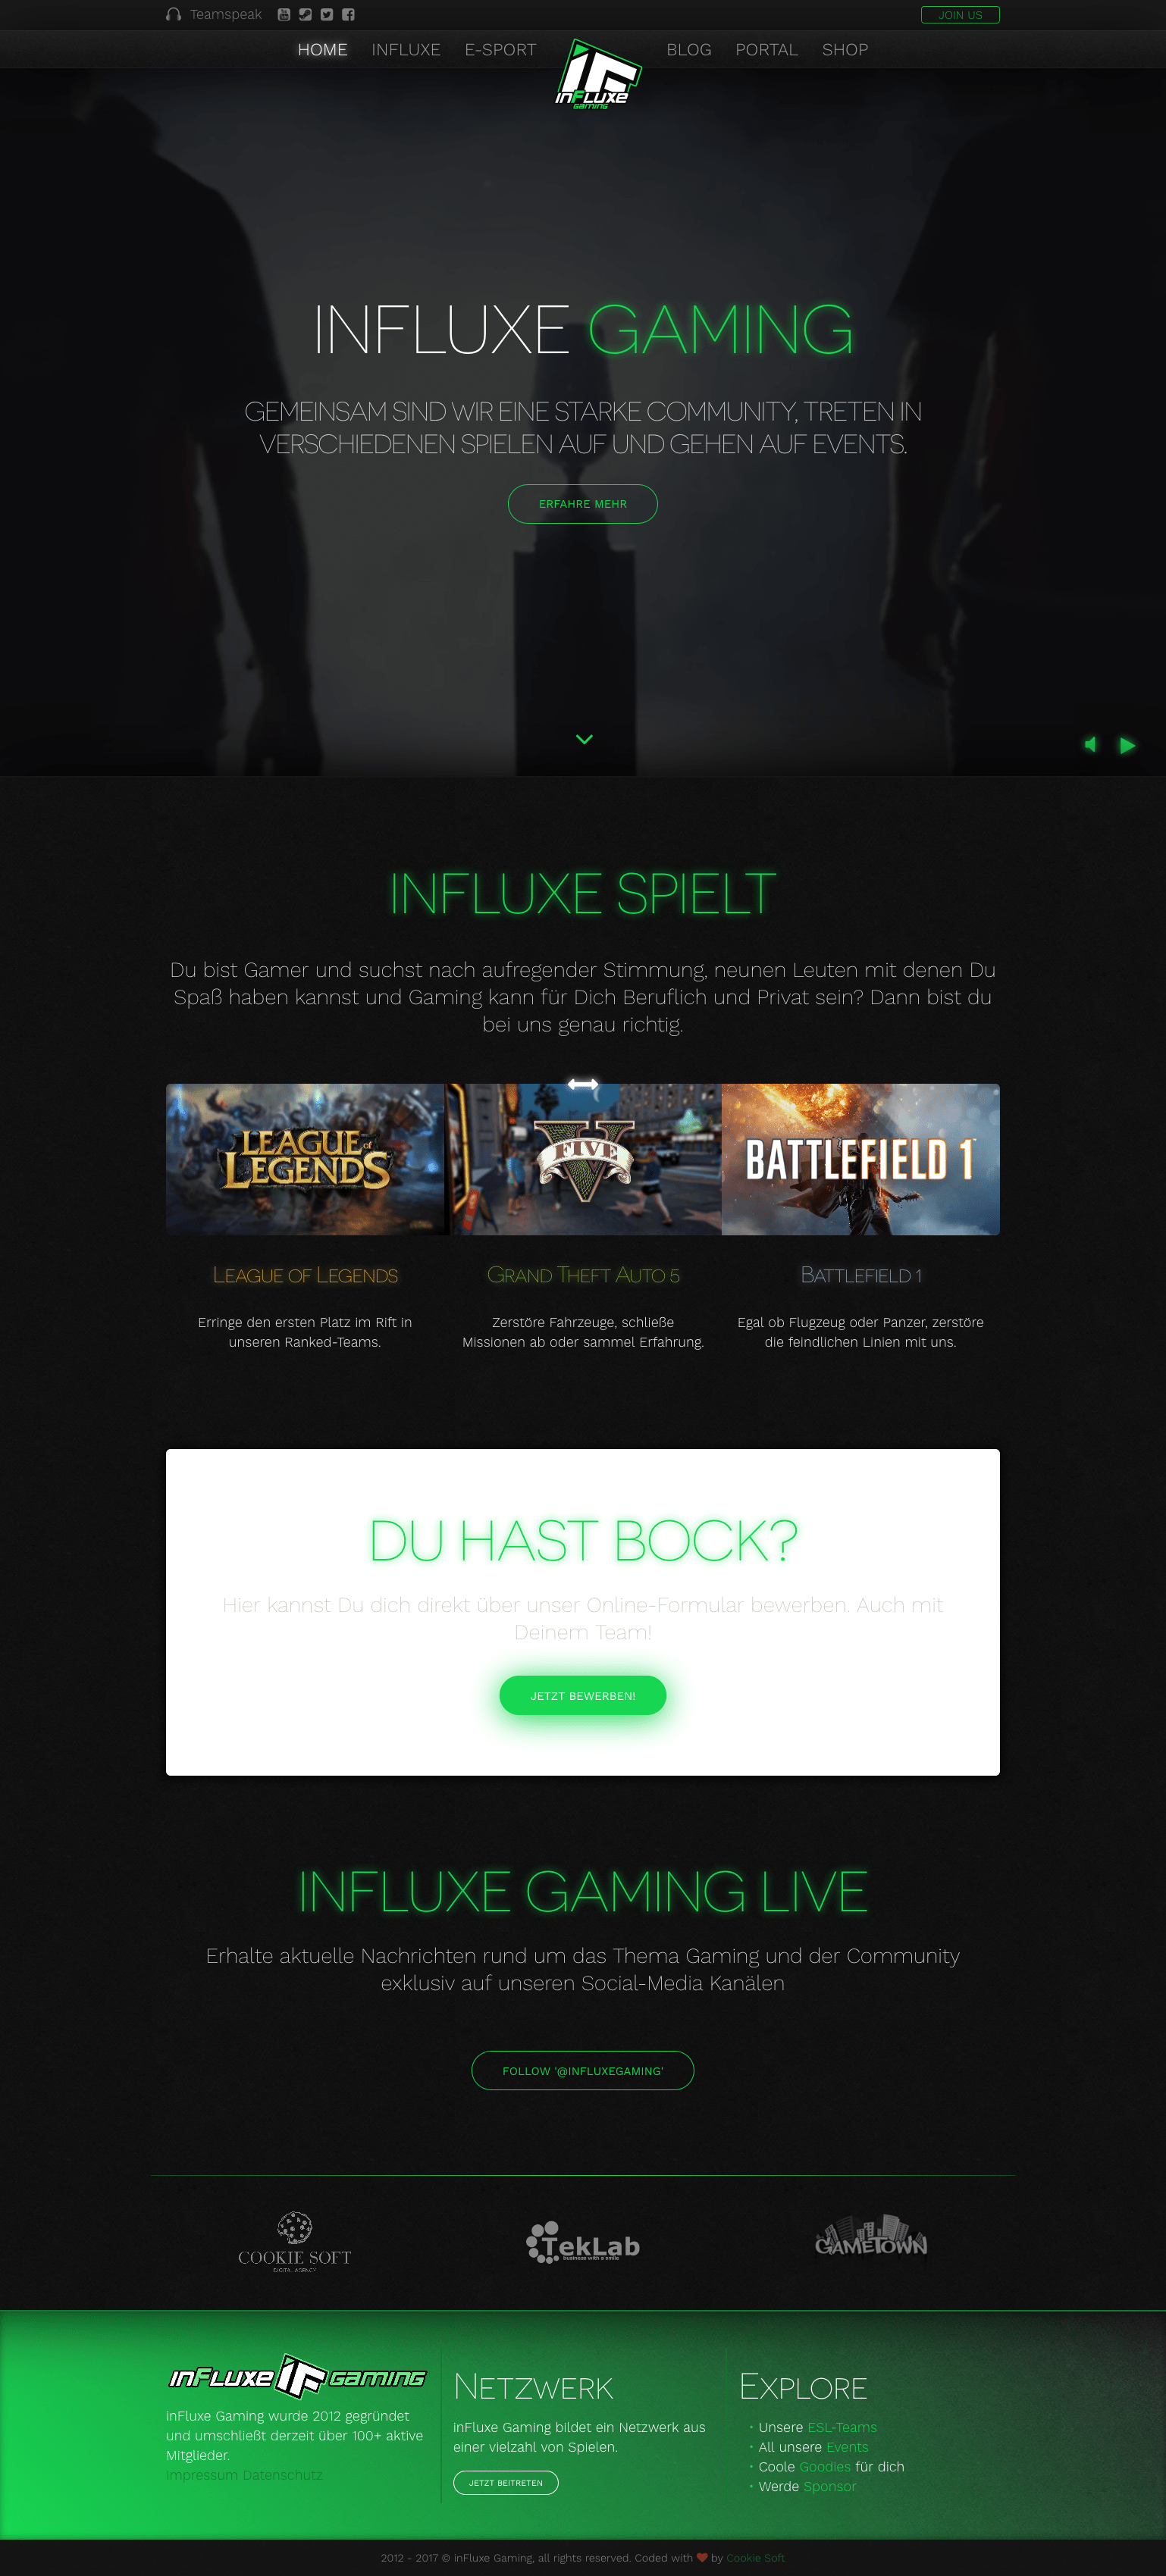 Teamspeak
JOIN US
HOME INFLUXE E-SPORT
BLOG PORTAL SHOP
inFluxe
gaming
INFLUXE GAMING
GEMEINSAM SIND WIR EINE STARKE COMMUNITY, TRETEN IN
VERSCHIEDENEN SPIELEN AUF UND GEHEN AUF EVENTS.
ERFAHRE MEHR
INFLUXE SPIELT
Du bist Gamer und suchst nach aufregender Stimmung, neunen Leuten mit denen Du
Spaß haben kannst und Gaming kann für Dich Beruflich und Privat sein? Dann bist du
bei uns genau richtig.
LEAGUE of
LEGENDS
FIVE
V
BATTLEFIELD 1
League of Legends
Erringe den ersten Platz im Rift in
unseren Ranked-Teams.
Grand Theft Auto 5
Zerstöre Fahrzeuge, schließe
Missionen ab oder sammel Erfahrung.
Battlefield 1
Egal ob Flugzeug oder Panzer, zerstöre
die feindlichen Linien mit uns.
DU HAST BOCK?
Hier kannst Du dich direkt über unser Online-Formular bewerben. Auch mit
Deinem Team!
JETZT BEWERBEN!
INFLUXE GAMING LIVE
Erhalte aktuelle Nachrichten rund um das Thema Gaming und der Community
exklusiv auf unseren Social-Media Kanälen
FOLLOW '@INFLUXEGAMING'
COOKIE SOFT
DIGITAL AGENCY
TekLab
business with a smile
GAMETOWN
inFluxe IF gaming
inFluxe Gaming wurde 2012 gegründet
und umschließt derzeit über 100+ aktive
Mitglieder.
Impressum Datenschutz
Netzwerk
inFluxe Gaming bildet ein Netzwerk aus
einer vielzahl von Spielen.
JETZT BEITRETEN
Explore
• Unsere ESL-Teams
• All unsere Events
• Coole Goodies für dich
• Werde Sponsor
2012 - 2017 © inFluxe Gaming, all rights reserved. Coded with ❤ by Cookie Soft